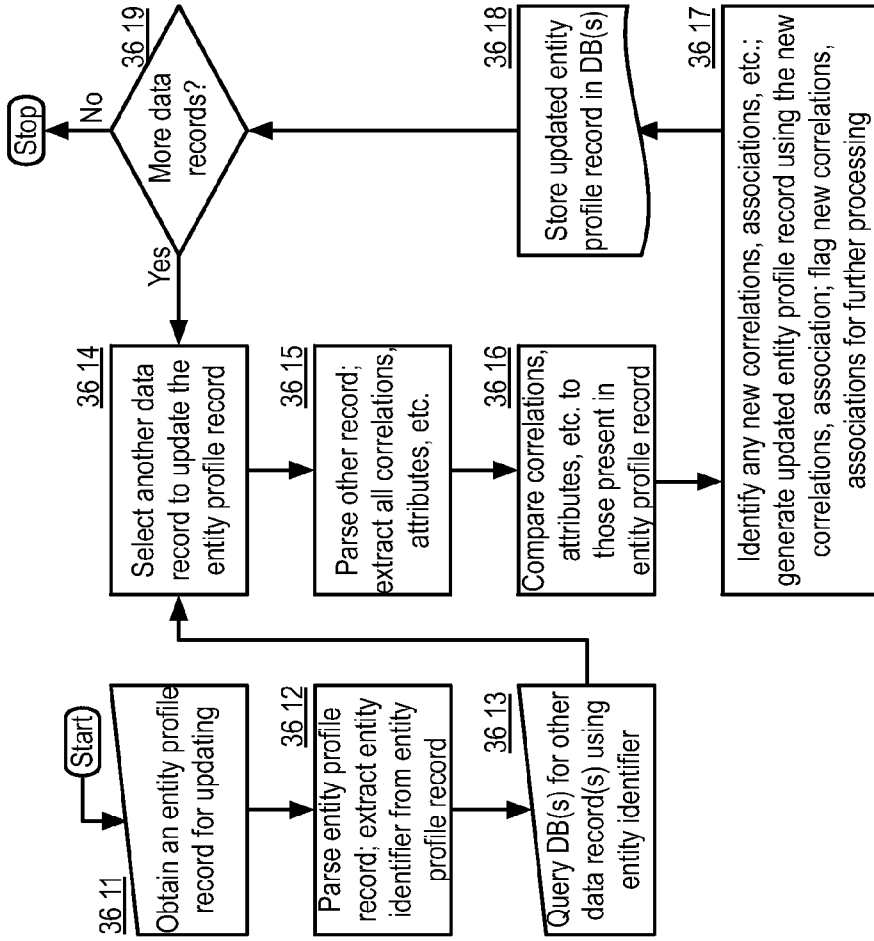 Start
36 11
Obtain an entity profile
record for updating
36 12
Parse entity profile
record; extract entity
identifier from entity
profile record
36 13
Query DB(s) for other
data record(s) using
entity identifier
36 14
Select another data
record to update the
entity profile record
36 15
Parse other record;
extract all correlations,
attributes, etc.
36 16
Compare correlations,
attributes, etc. to
those present in
entity profile record
36 17
Identify any new correlations, associations, etc.;
generate updated entity profile record using the new
correlations, association; flag new correlations,
associations for further processing
36 18
Store updated entity
profile record in DB(s)
36 19
More data
records?
Yes
No
Stop